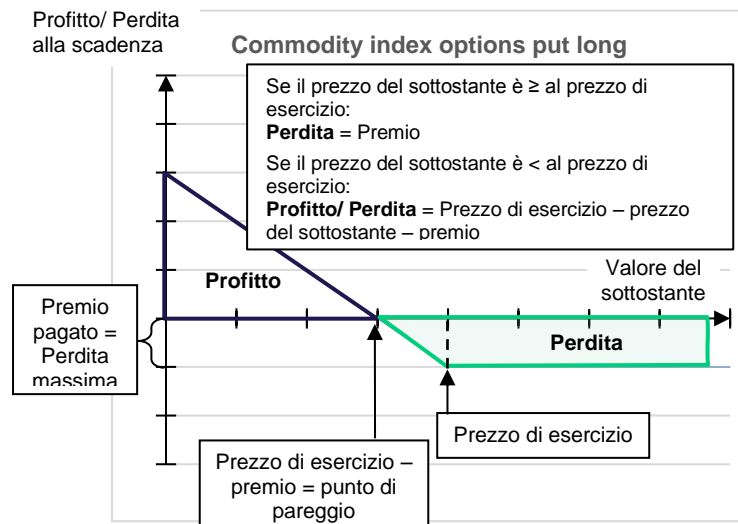 Profitto/ Perdita
alla scadenza
Commodity index options put long
Se il prezzo del sottostante è ≥ al prezzo di
esercizio:
Perdita = Premio
Se il prezzo del sottostante è < al prezzo di
esercizio:
Profitto/ Perdita = Prezzo di esercizio – prezzo
del sottostante – premio
Profitto
Valore del
sottostante
Premio
pagato =
Perdita
massima
Perdita
Prezzo di esercizio
Prezzo di esercizio –
premio = punto di
pareggio